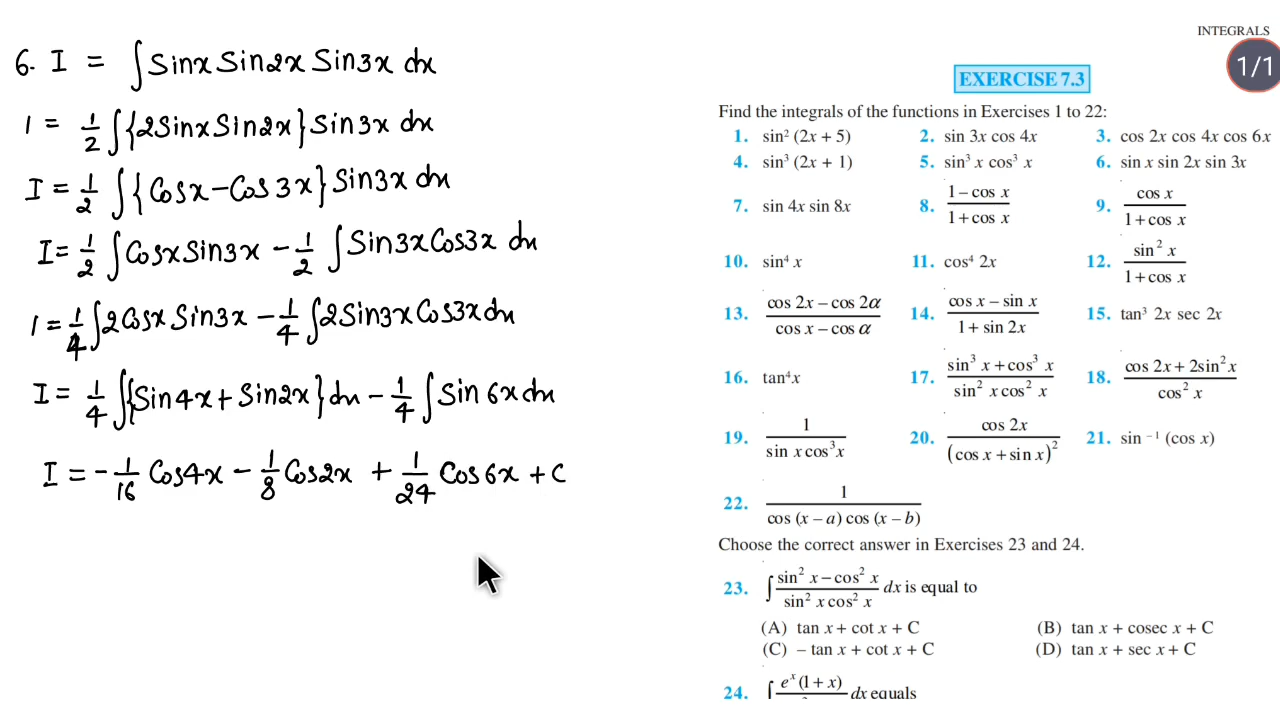 6. I = ∫ Sinx Sin2x Sin3x dx
I = 1/2 ∫{2Sinx Sin2x} Sin3x dx
I = 1/2 ∫{Cosx - Cos3x} Sin3x dx
I = 1/2 ∫Cosx Sin3x - 1/2 ∫ Sin3x Cos3x dx
I = 1/4 ∫2Cosx Sin3x - 1/4 ∫2Sin3x Cos3x dx
I = 1/4 ∫{Sin4x + Sin2x} dx - 1/4 ∫ Sin6x dx
I = -1/16 Cos4x - 1/8 Cos2x + 1/24 Cos6x + C
INTEGRALS
1/1
EXERCISE 7.3
Find the integrals of the functions in Exercises 1 to 22:
1. sin² (2x + 5) 2. sin 3x cos 4x 3. cos 2x cos 4x cos 6x
4. sin³ (2x + 1) 5. sin³ x cos³ x 6. sin x sin 2x sin 3x
7. sin 4x sin 8x 8. (1 – cos x)/(1 + cos x) 9. cos x/(1 + cos x)
10. sin⁴ x 11. cos⁴ 2x 12. sin² x/(1 + cos x)
13. (cos 2x – cos 2α)/(cos x – cos α) 14. (cos x – sin x)/(1 + sin 2x) 15. tan³ 2x sec 2x
16. tan⁴x 17. (sin³ x + cos³ x)/(sin² x cos² x) 18. (cos 2x + 2sin² x)/(cos² x)
19. 1/(sin x cos³x) 20. cos 2x/(cos x + sin x)² 21. sin ⁻¹ (cos x)
22. 1/(cos (x – a) cos (x – b))
Choose the correct answer in Exercises 23 and 24.
23. ∫ (sin² x – cos² x)/(sin² x cos² x) dx is equal to
(A) tan x + cot x + C (B) tan x + cosec x + C
(C) – tan x + cot x + C (D) tan x + sec x + C
24. ∫ eˣ (1 + x) dx equals